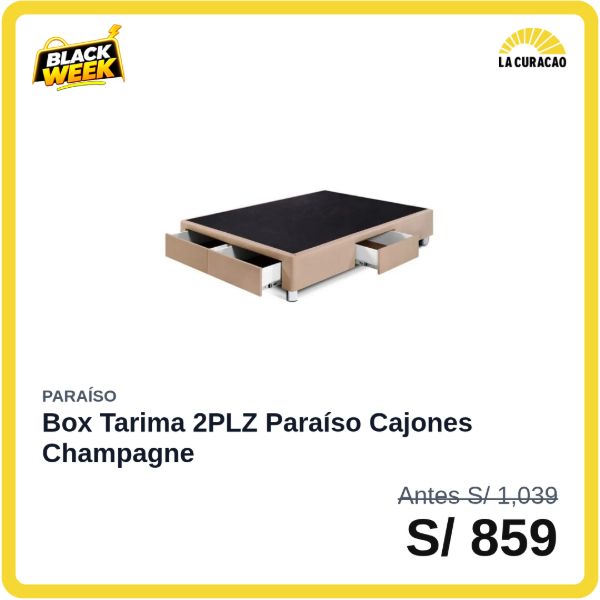 BLACK
WEEK
LA CURACAO
PARAÍSO
Box Tarima 2PLZ Paraíso Cajones
Champagne
Antes S/ 1,039
S/ 859